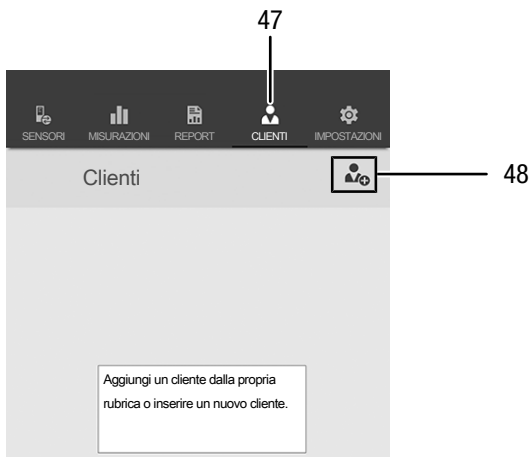 47
SENSORI MISURAZIONI REPORT CLIENTI IMPOSTAZIONI
Clienti
48
Aggiungi un cliente dalla propria
rubrica o inserire un nuovo cliente.